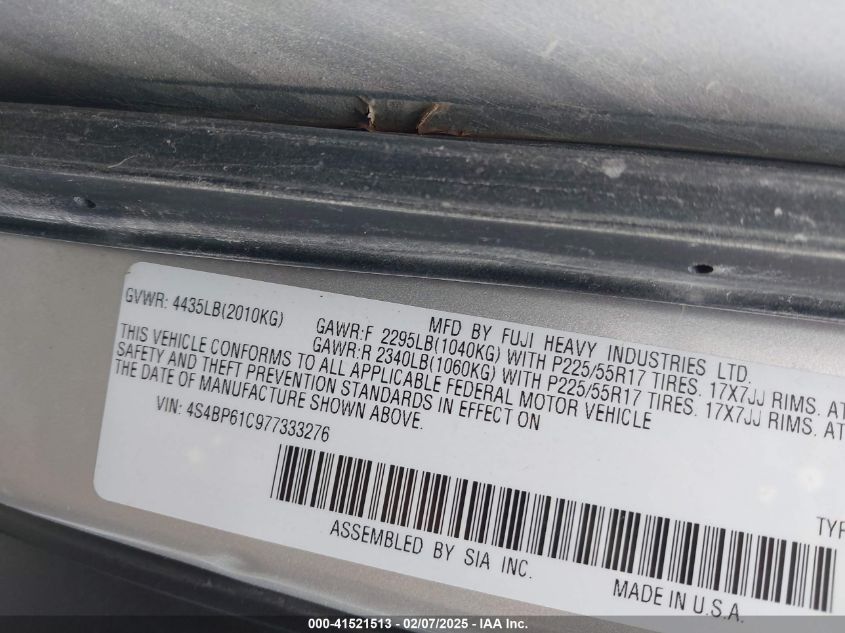 MFD BY FUJI HEAVY INDUSTRIES LTD.
GVWR: 4435LB(2010KG)
GAWR:F 2295LB(1040KG) WITH P225/55R17 TIRES. 17X7JJ RIMS. AT
GAWR:R 2340LB(1060KG) WITH P225/55R17 TIRES. 17X7JJ RIMS. AT
THIS VEHICLE CONFORMS TO ALL APPLICABLE FEDERAL MOTOR VEHICLE
SAFETY AND THEFT PREVENTION STANDARDS IN EFFECT ON
THE DATE OF MANUFACTURE SHOWN ABOVE.
VIN: 4S4BP61C977333276
TYP
ASSEMBLED BY SIA INC.
MADE IN U.S.A.
000-41521513 - 02/07/2025 - IAA Inc.